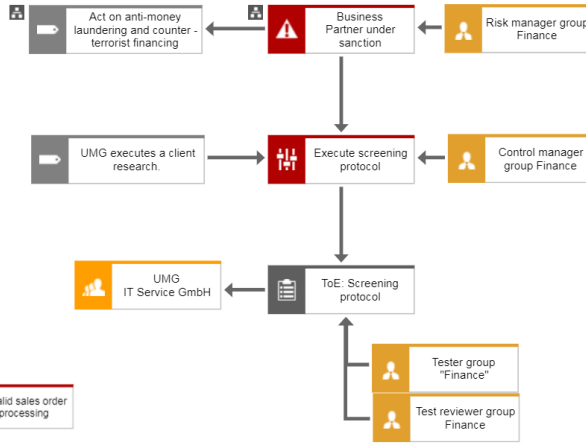 Act on anti-money
laundering and counter -
terrorist financing
Business
Partner under
sanction
Risk manager group
Finance
UMG executes a client
research.
Execute screening
protocol
Control manager
group Finance
UMG
IT Service GmbH
ToE: Screening
protocol
Tester group
"Finance"
Test reviewer group
Finance
sales order
processing